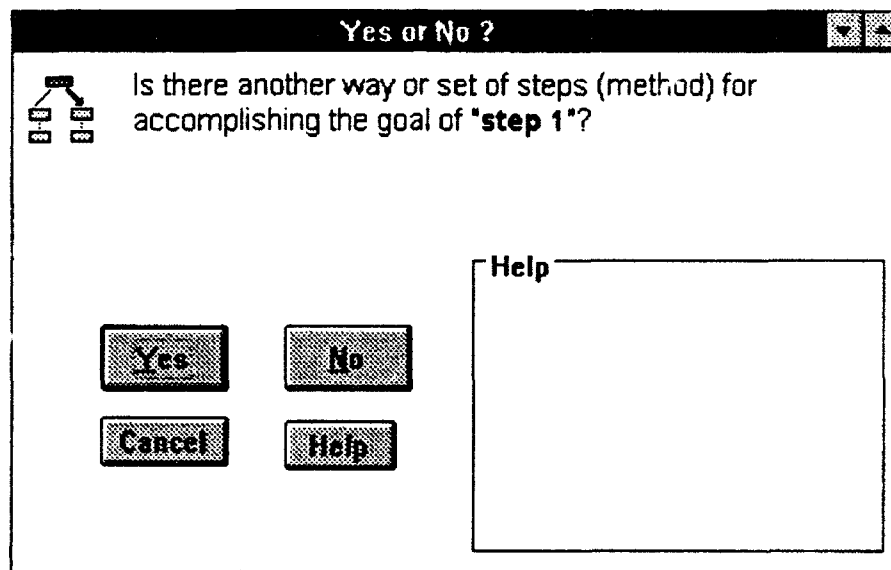 Yes or No ?
Is there another way or set of steps (method) for
accomplishing the goal of "step 1"?
Help
Yes
No
Cancel
Help